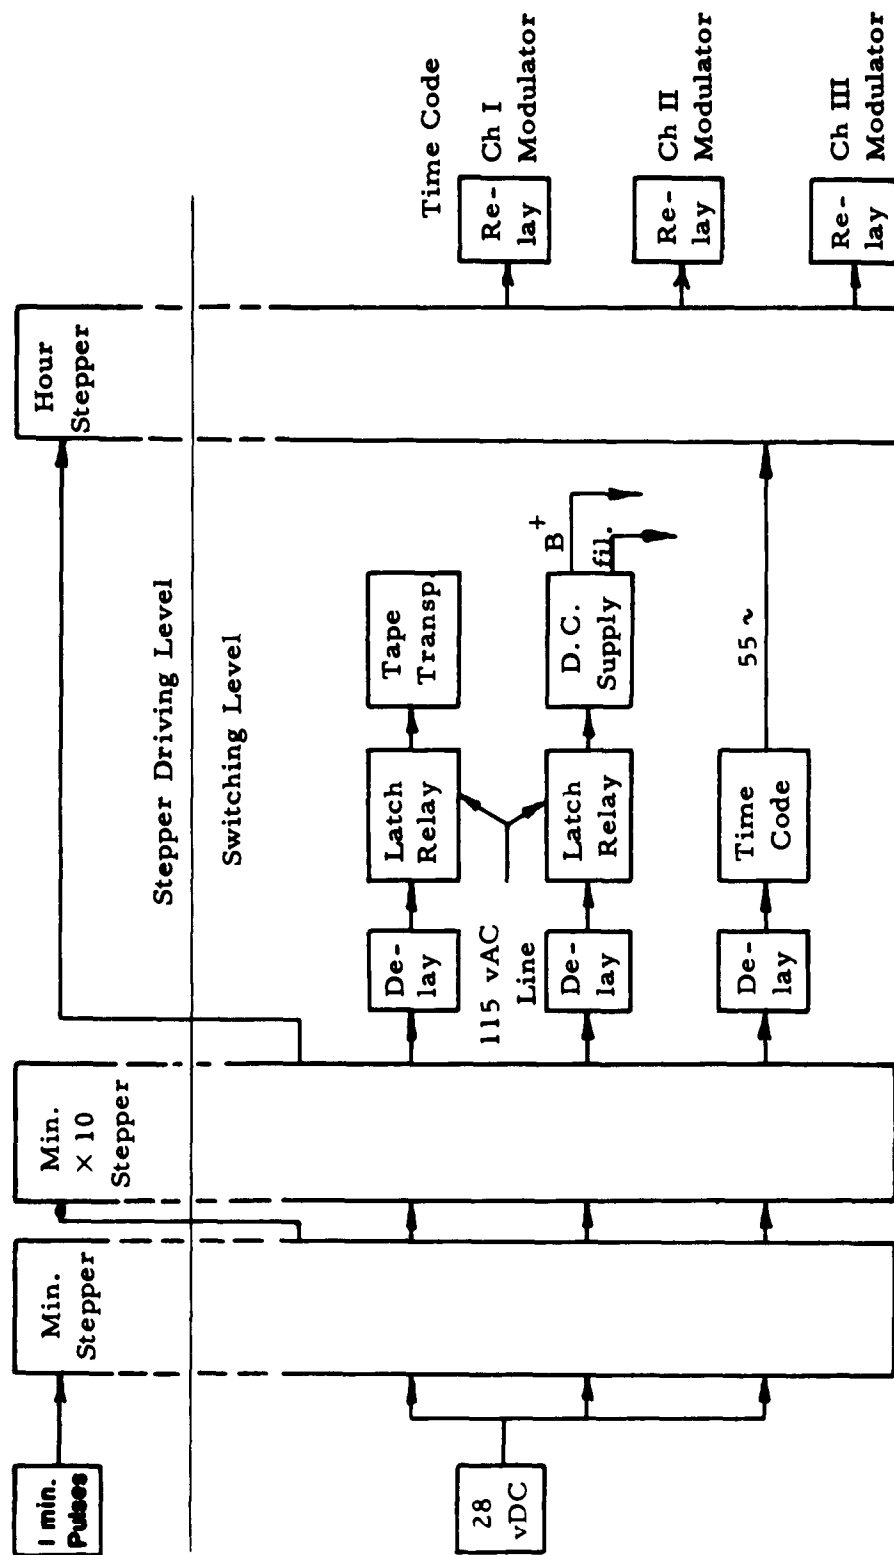 1 min.
Pulses
Min.
Stepper
Min.
× 10
Stepper
Hour
Stepper
Stepper Driving Level
Switching Level
28
vDC
De-
lay
Latch
Relay
Tape
Transp.
115 vAC
Line
De-
lay
Latch
Relay
D.C.
Supply
B+
fil.
De-
lay
Time
Code
55 ~
Time Code
Re-
lay
Ch I
Modulator
Re-
lay
Ch II
Modulator
Re-
lay
Ch III
Modulator